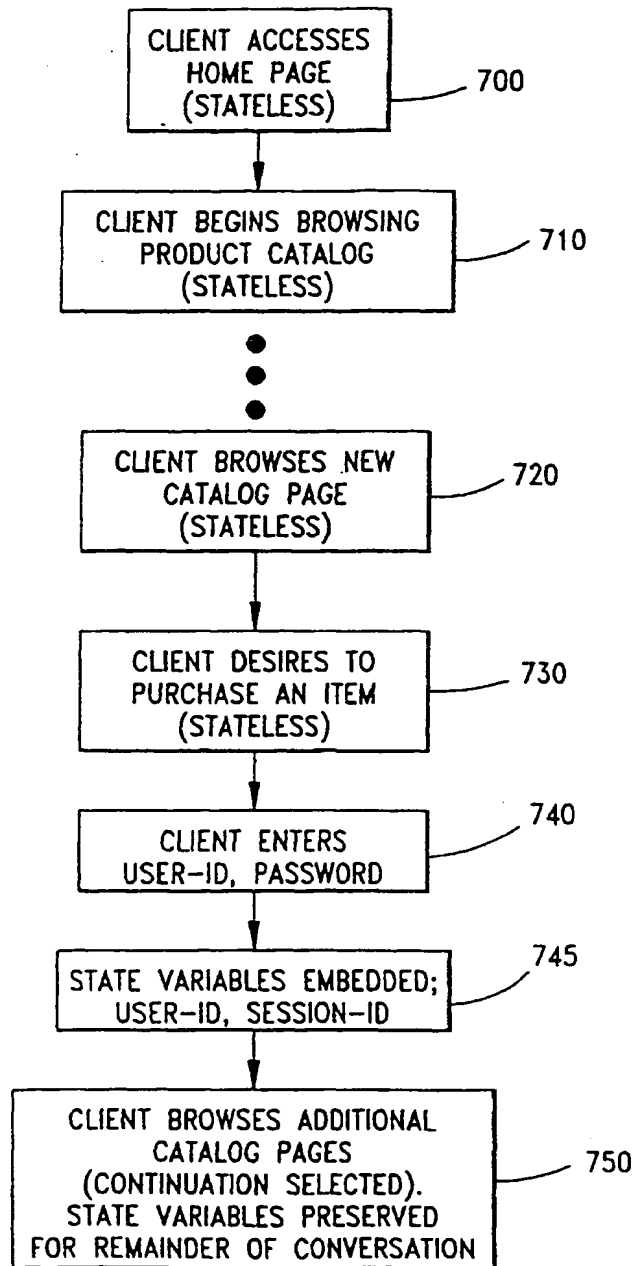 CLIENT ACCESSES
HOME PAGE
(STATELESS)
700
CLIENT BEGINS BROWSING
PRODUCT CATALOG
(STATELESS)
710
CLIENT BROWSES NEW
CATALOG PAGE
(STATELESS)
720
CLIENT DESIRES TO
PURCHASE AN ITEM
(STATELESS)
730
CLIENT ENTERS
USER-ID, PASSWORD
740
STATE VARIABLES EMBEDDED;
USER-ID, SESSION-ID
745
CLIENT BROWSES ADDITIONAL
CATALOG PAGES
(CONTINUATION SELECTED).
STATE VARIABLES PRESERVED
FOR REMAINDER OF CONVERSATION
750